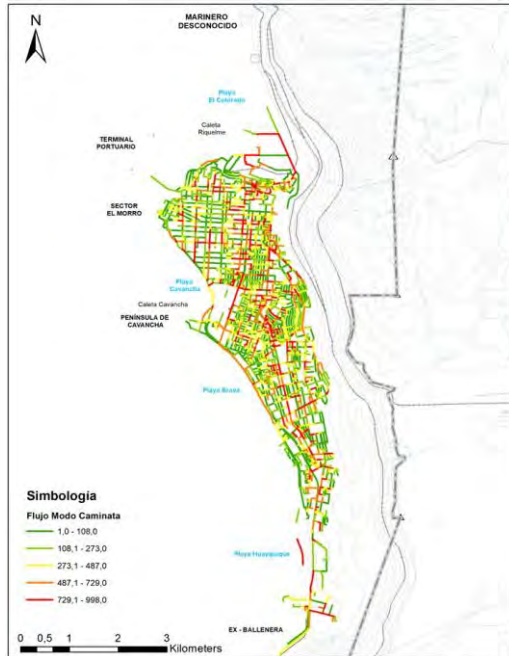 MARINERO
DESCONOCIDO
N
Playa
El Colorado
Caleta
Riquelme
TERMINAL
PORTUARIO
SECTOR
EL MORRO
Playa
Cavancha
Caleta Cavancha
PENÍNSULA DE
CAVANCHA
Playa Brava
Simbología
Flujo Modo Caminata
1,0 - 108,0
108,1 - 273,0
273,1 - 487,0
487,1 - 729,0
729,1 - 998,0
Playa Huayquique
EX - BALLENERA
0 0,5 1 2 3
Kilometers